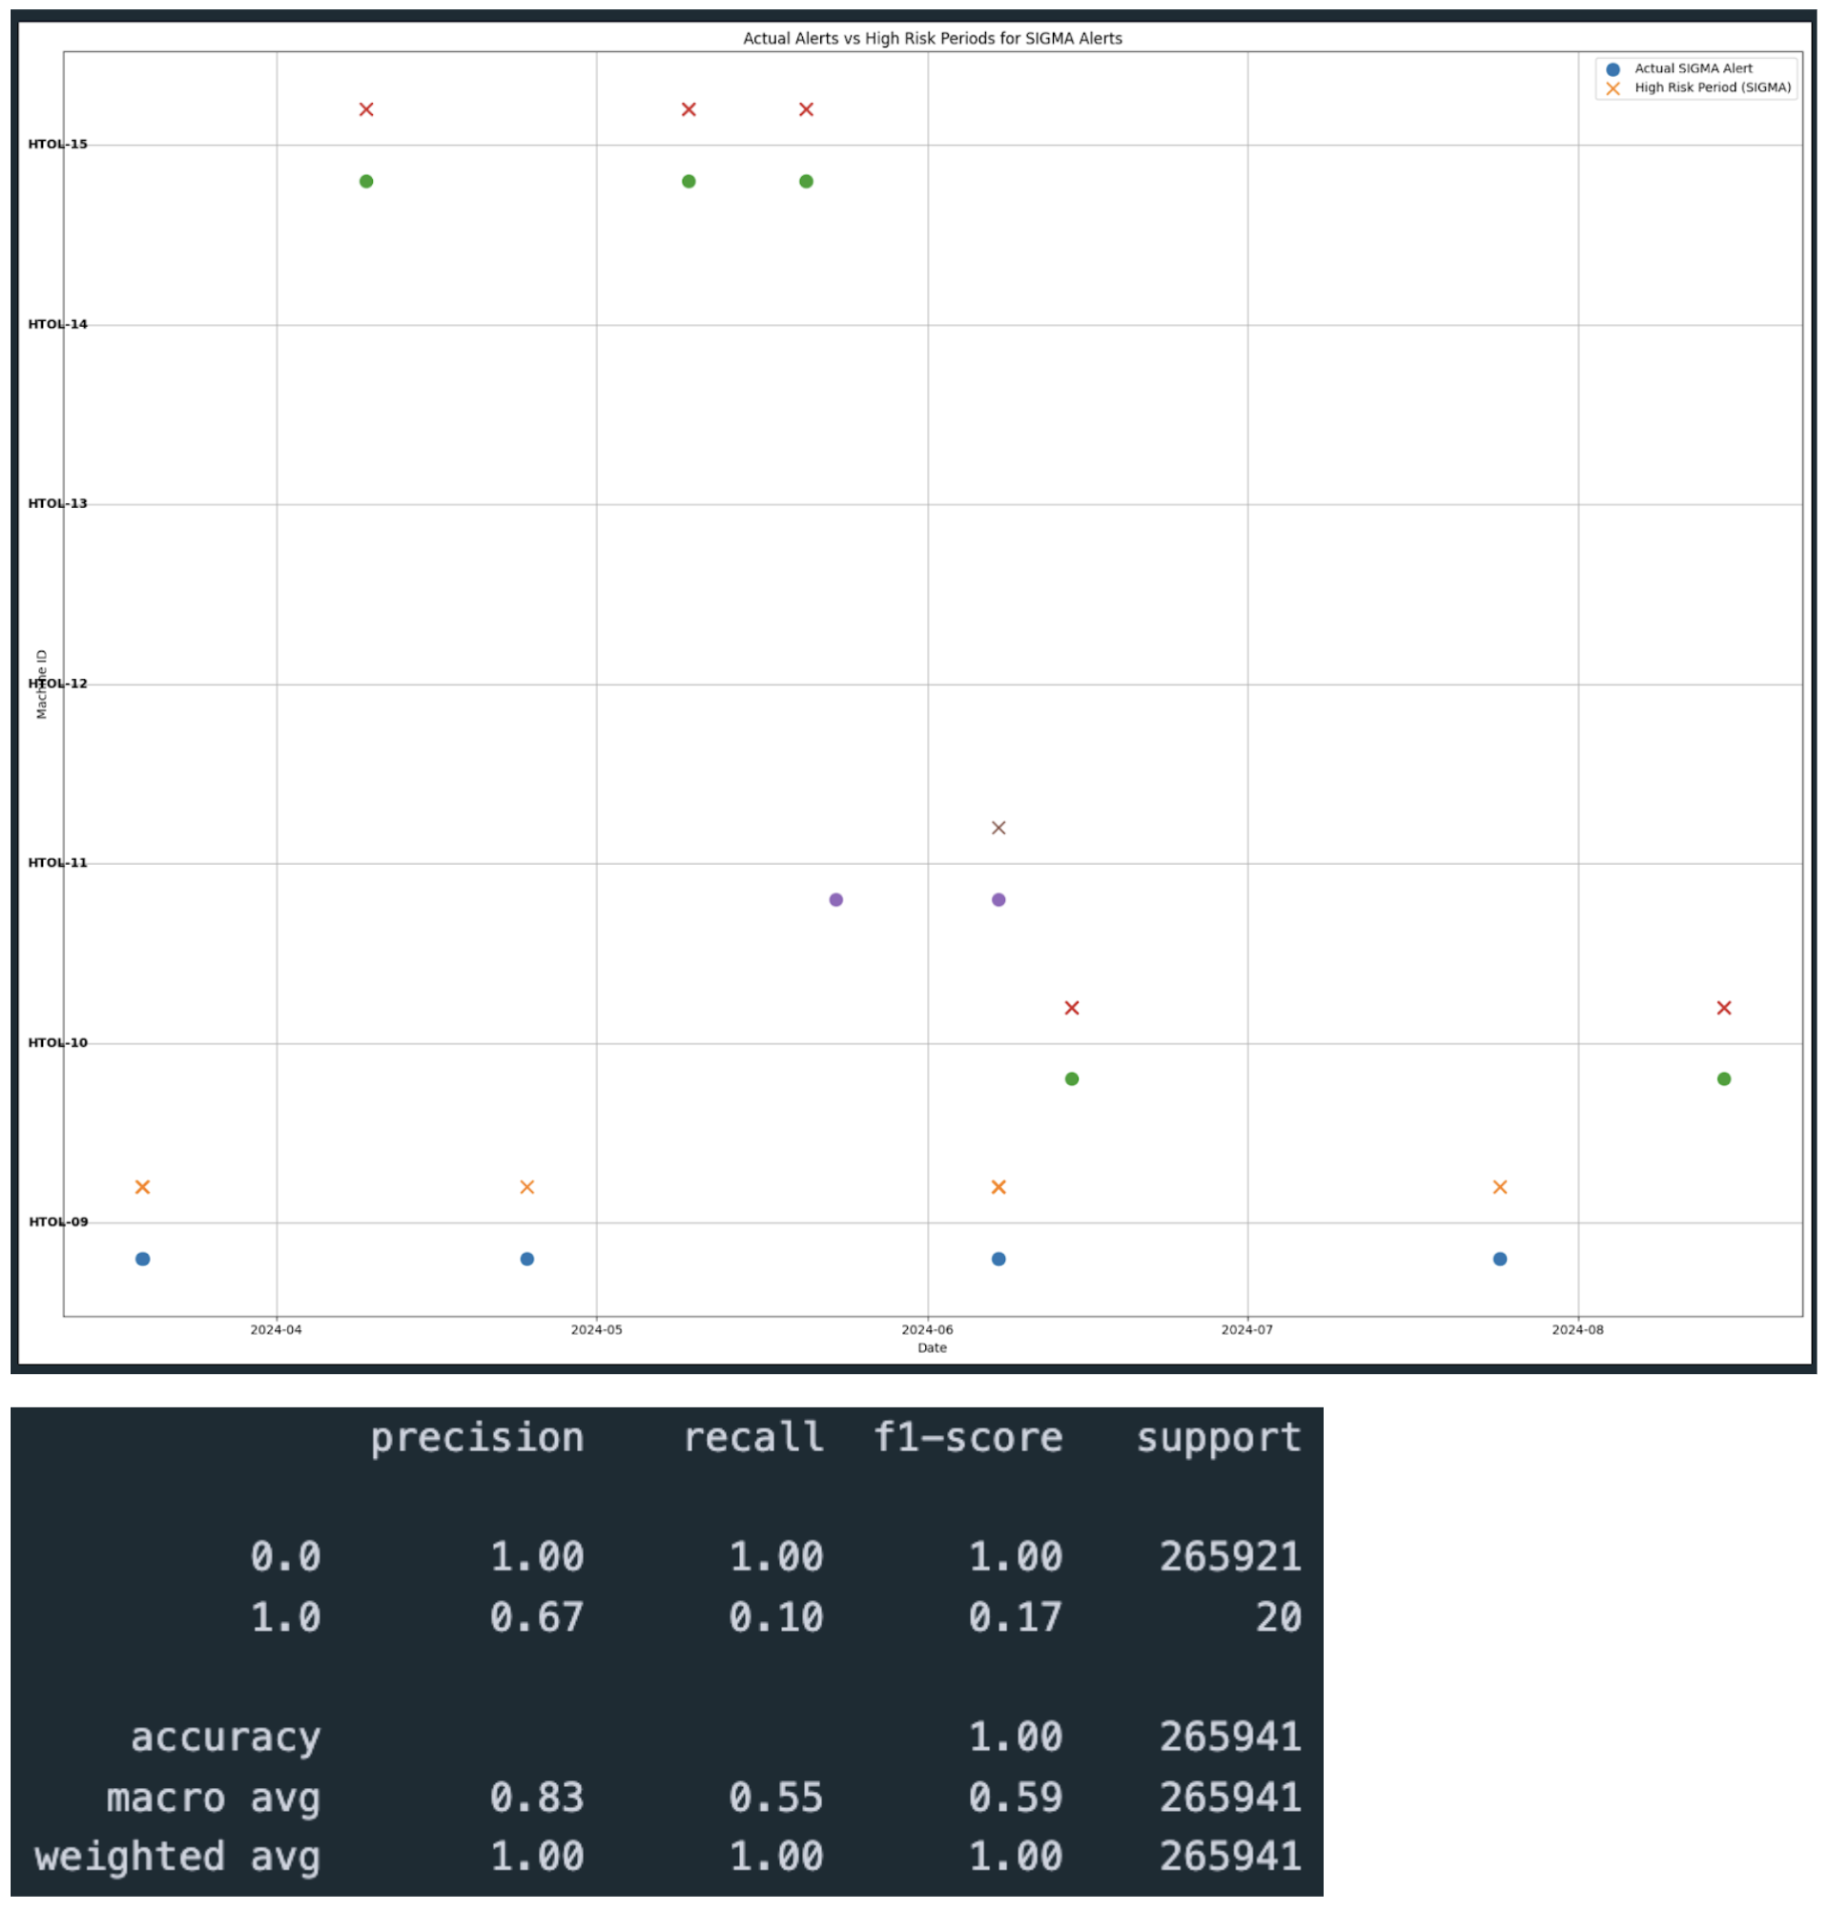 Actual Alerts vs High Risk Periods for SIGMA Alerts
Actual SIGMA Alert
High Risk Period (SIGMA)
HTOL-15
HTOL-14
HTOL-13
HTOL-12
Machine ID
HTOL-11
HTOL-10
HTOL-09
2024-04 2024-05 2024-06 2024-07 2024-08
Date
precision recall f1-score support
0.0 1.00 1.00 1.00 265921
1.0 0.67 0.10 0.17 20
accuracy 1.00 265941
macro avg 0.83 0.55 0.59 265941
weighted avg 1.00 1.00 1.00 265941